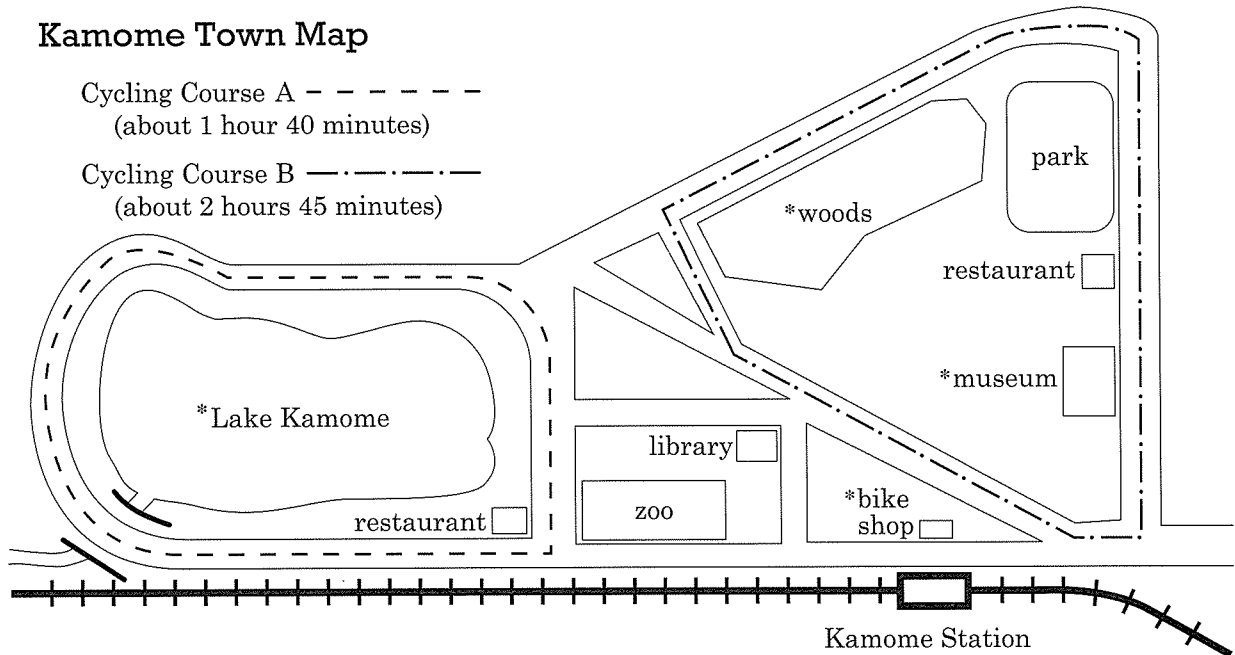 Kamome Town Map
Cycling Course A
(about 1 hour 40 minutes)
Cycling Course B
(about 2 hours 45 minutes)
park
*woods
restaurant
*museum
*Lake Kamome
library
*bike
shop
zoo
restaurant
Kamome Station